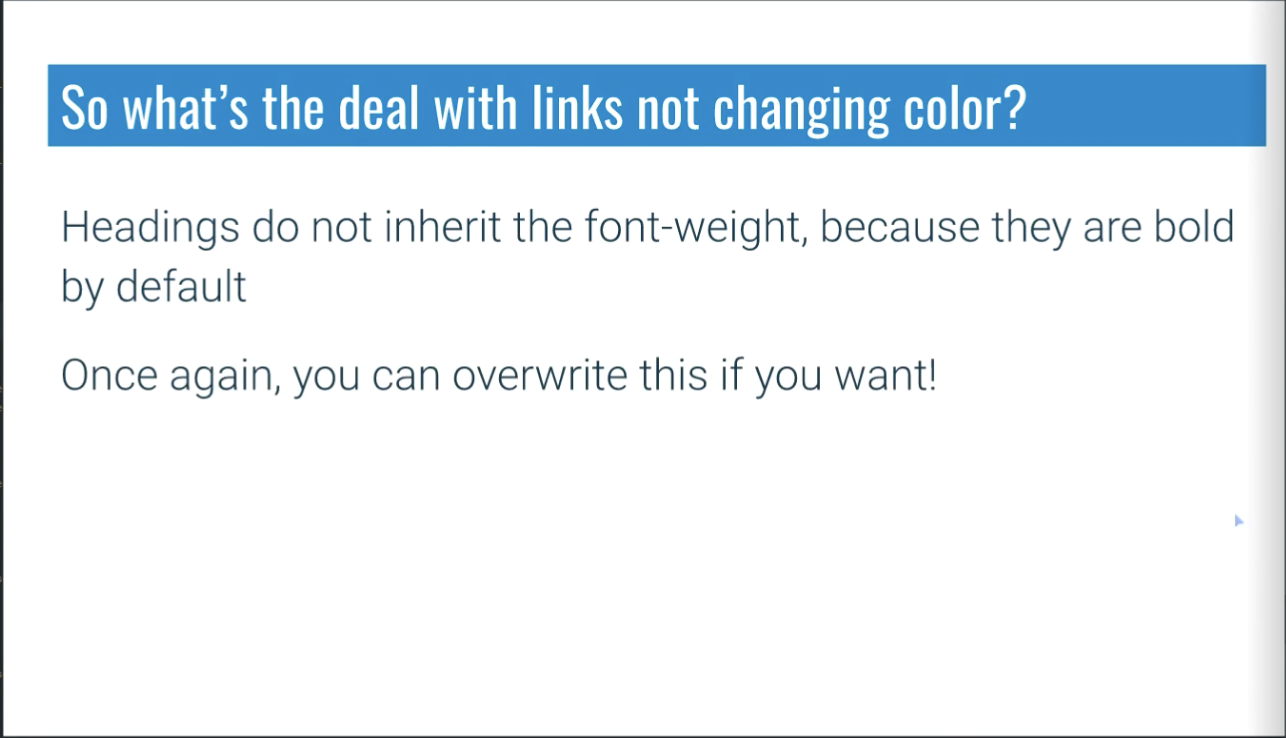 So what’s the deal with links not changing color?
Headings do not inherit the font-weight, because they are bold
by default
Once again, you can overwrite this if you want!